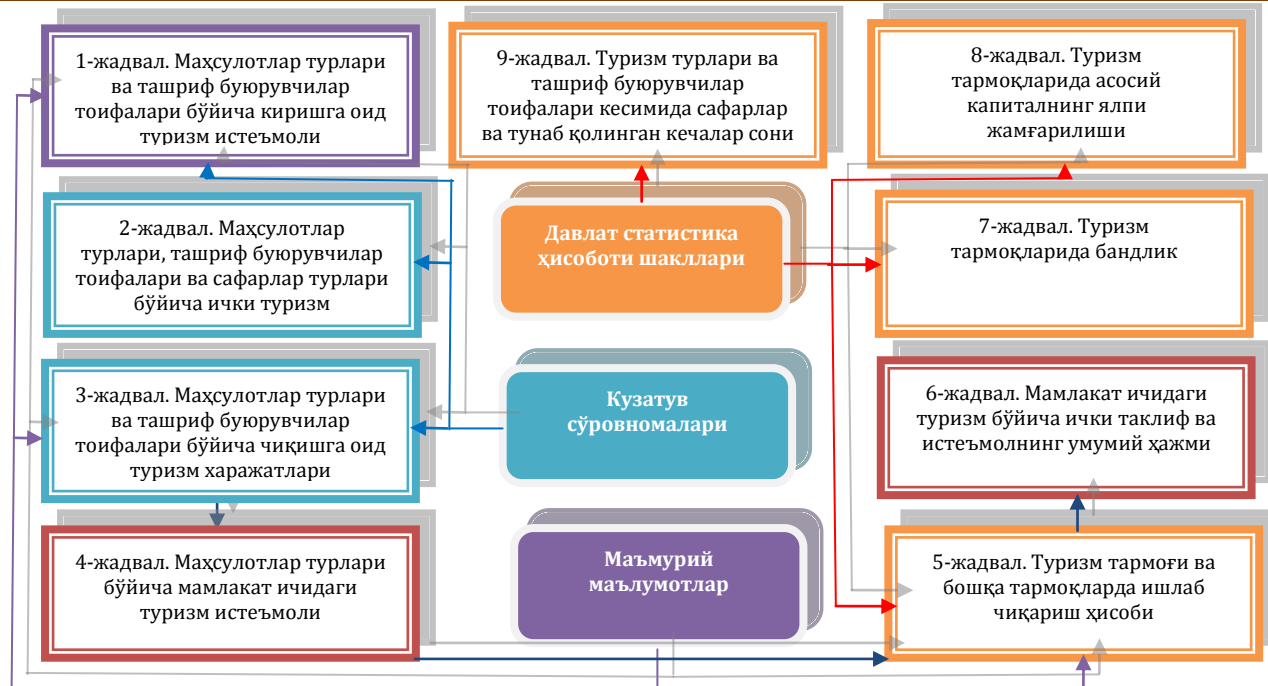 1-жадвал. Маҳсулотлар турлари
ва ташриф буюрувчилар
тоифалари бўйича киришга оид
туризм истеъмоли
9-жадвал. Туризм турлари ва
ташриф буюрувчилар
тоифалари кесимида сафарлар
ва тунаб қолинган кечалар сони
8-жадвал. Туризм
тармоқларида асосий
капиталнинг ялпи
жамғарилиши
2-жадвал. Маҳсулотлар
турлари, ташриф буюрувчилар
тоифалари ва сафарлар турлари
бўйича ички туризм
Давлат статистика
ҳисоботи шакллари
7-жадвал. Туризм
тармоқларида бандлик
3-жадвал. Маҳсулотлар турлари
ва ташриф буюрувчилар
тоифалари бўйича чиқишга оид
туризм харажатлари
Кузатув
сўровномалари
6-жадвал. Мамлакат ичидаги
туризм бўйича ички таклиф ва
истеъмолнинг умумий ҳажми
4-жадвал. Маҳсулотлар турлари
бўйича мамлакат ичидаги
туризм истеъмоли
Маъмурий
маълумотлар
5-жадвал. Туризм тармоғи ва
бошқа тармоқларда ишлаб
чиқариш ҳисоби